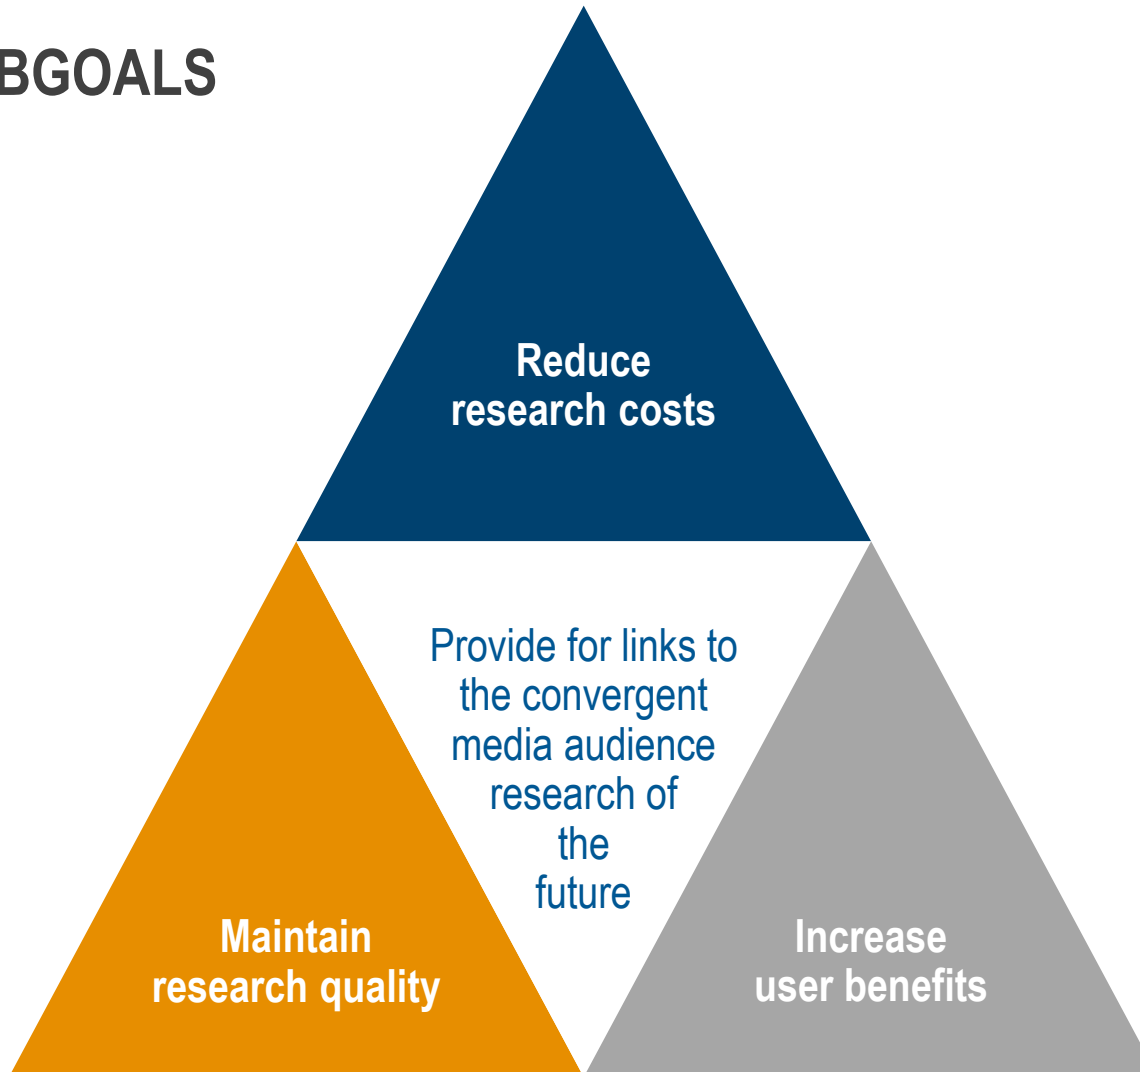 BGOALS
Reduce
research costs
Provide for links to
the convergent
media audience
research of
the
future
Maintain
research quality
Increase
user benefits